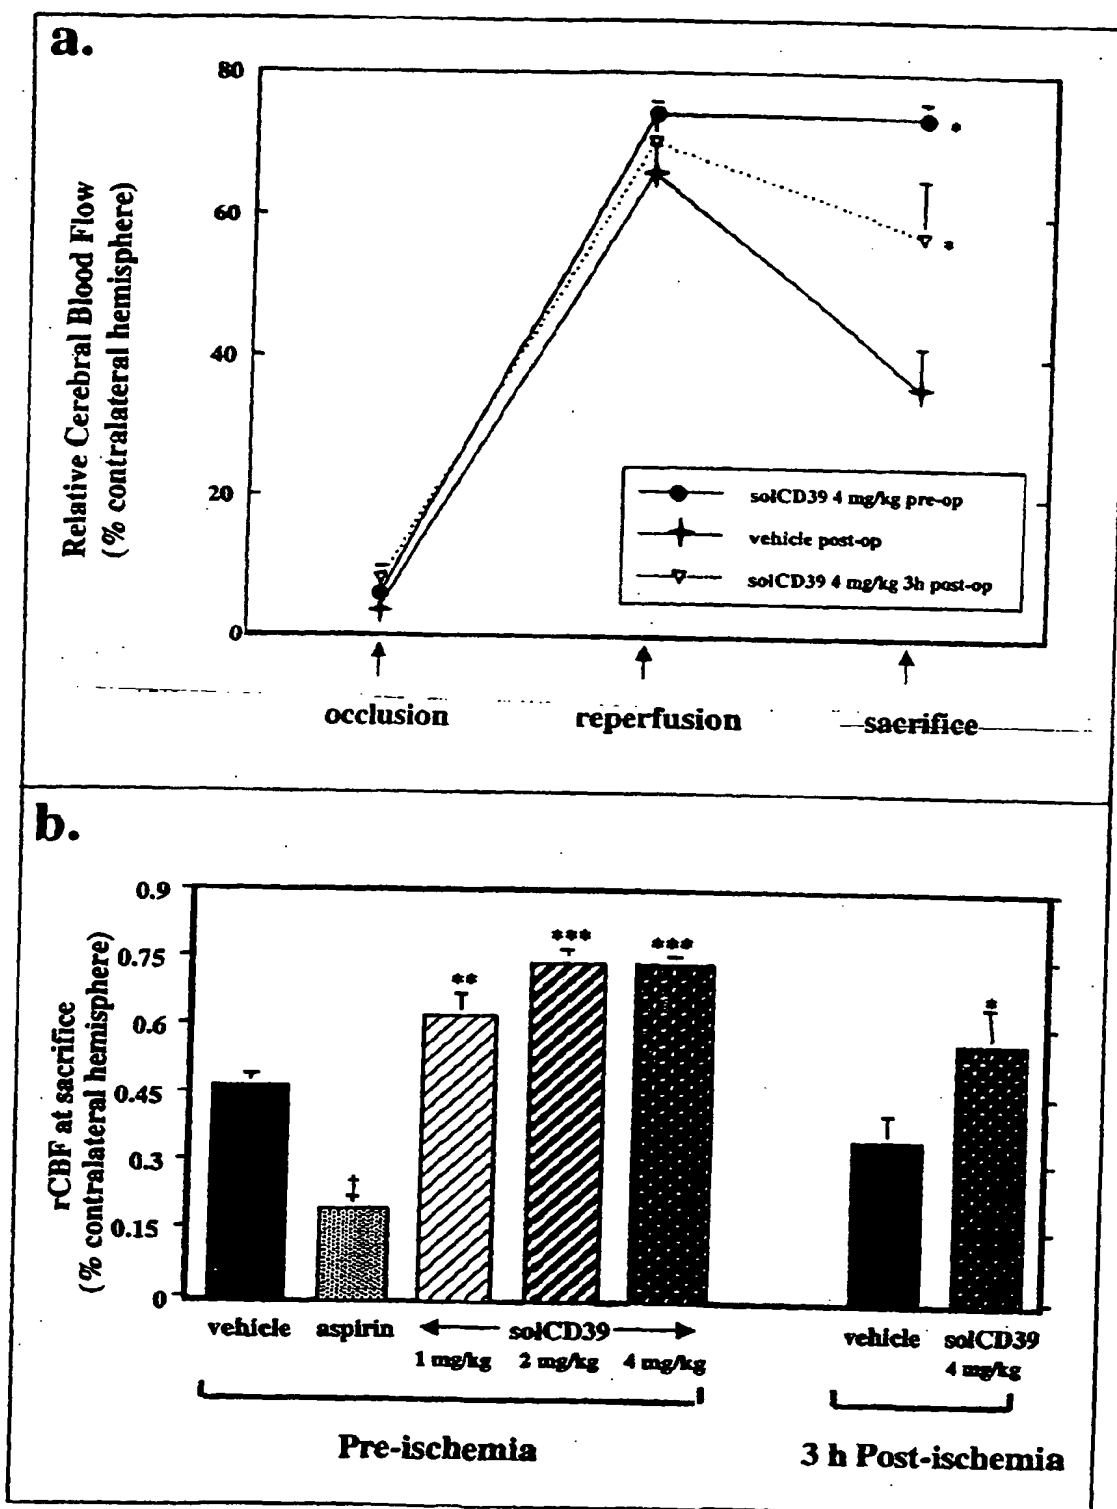 a.
80
60
40
20
0
Relative Cerebral Blood Flow
(% contralateral hemisphere)
*
*
solCD39 4 mg/kg pre-op
vehicle post-op
solCD39 4 mg/kg 3h post-op
occlusion reperfusion sacrifice
b.
0.9
0.75
0.6
0.45
0.3
0.15
0
rCBF at sacrifice
(% contralateral hemisphere)
‡ ** *** *** *
vehicle aspirin solCD39 vehicle solCD39
1 mg/kg 2 mg/kg 4 mg/kg 4 mg/kg
Pre-ischemia 3 h Post-ischemia